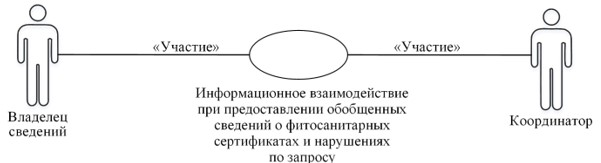 «Участие»
«Участие»
Владелец
сведений
Информационное взаимодействие
при предоставлении обобщенных
сведений о фитосанитарных
сертификатах и нарушениях
по запросу
Координатор